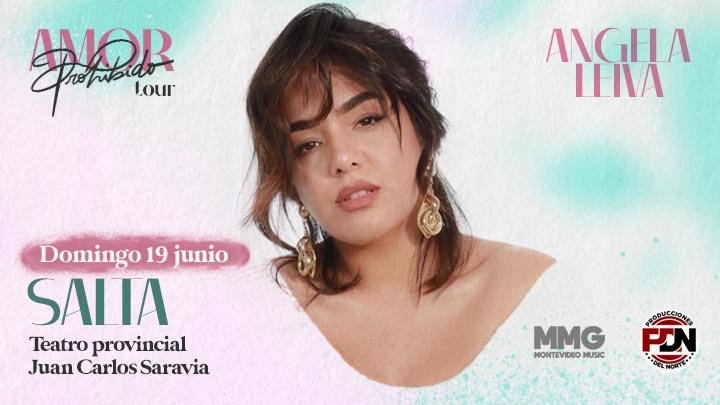 AMOR
Prohibido
tour
ANGELA
LEIVA
Domingo 19 junio
SALTA
Teatro provincial
Juan Carlos Saravia
MMG
MONTEVIDEO MUSIC
PRODUCCIONES
PDN
DEL NORTE